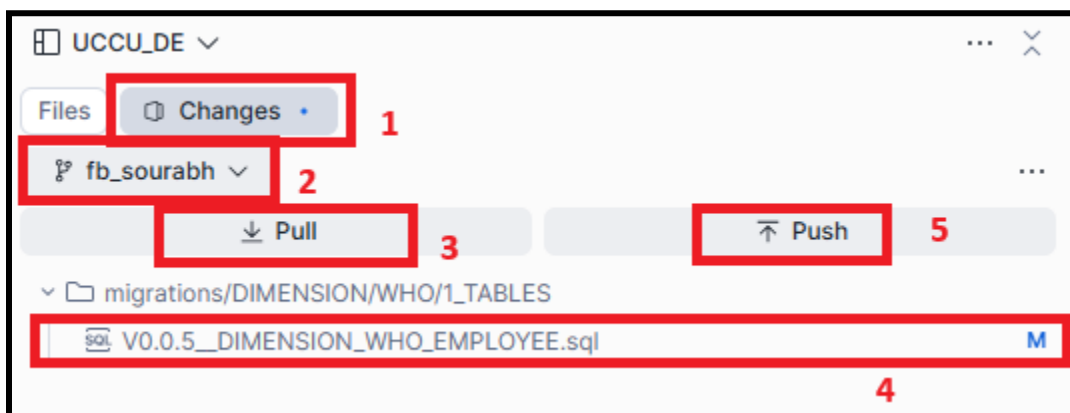 UCCU_DE
Files Changes 1
fb_sourabh 2
Pull 3 Push 5
migrations/DIMENSION/WHO/1_TABLES
SQL V0.0.5__DIMENSION_WHO_EMPLOYEE.sql M
4